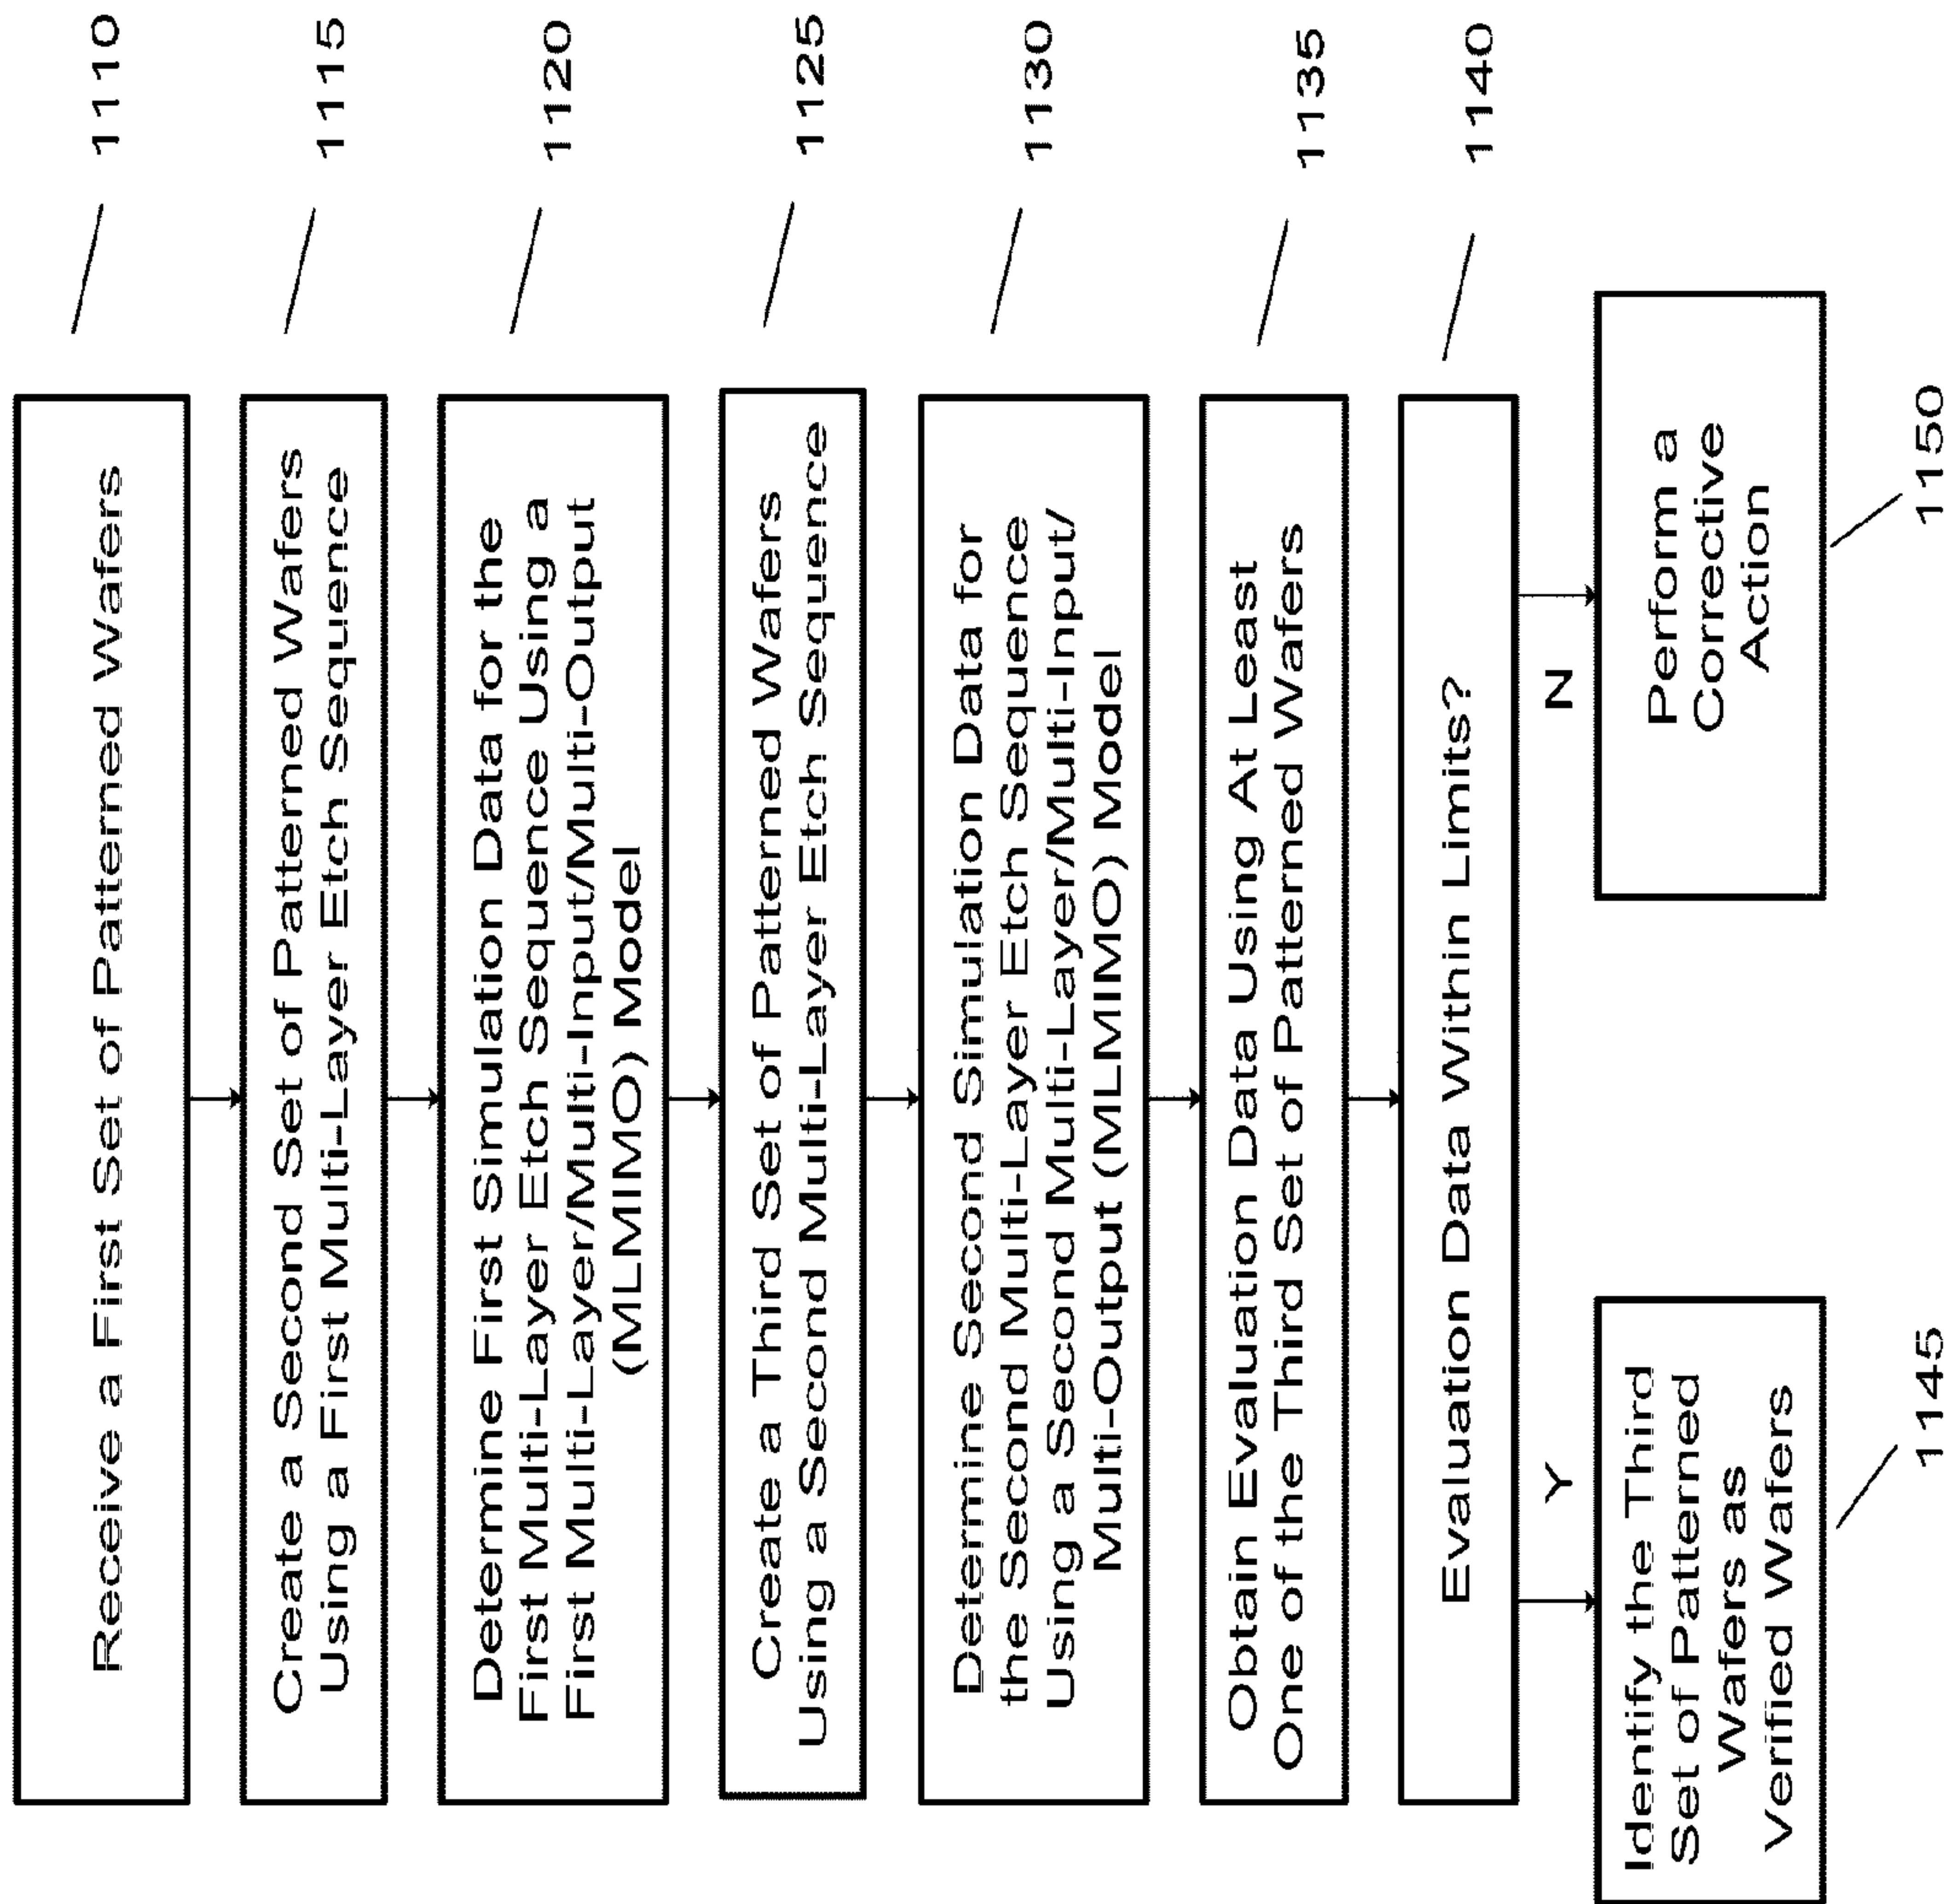 Receive a First Set of Patterned Wafers
1110
Create a Second Set of Patterned Wafers
Using a First Multi-Layer Etch Sequence
1115
Determine First Simulation Data for the
First Multi-Layer Etch Sequence Using a
First Multi-Layer/Multi-Input/Multi-Output
(MLMIMO) Model
1120
Create a Third Set of Patterned Wafers
Using a Second Multi-Layer Etch Sequence
1125
Determine Second Simulation Data for
the Second Multi-Layer Etch Sequence
Using a Second Multi-Layer/Multi-Input/
Multi-Output (MLMIMO) Model
1130
Obtain Evaluation Data Using At Least
One of the Third Set of Patterned Wafers
1135
Evaluation Data Within Limits?
1140
Y
N
Identify the Third
Set of Patterned
Wafers as
Verified Wafers
1145
Perform a
Corrective
Action
1150